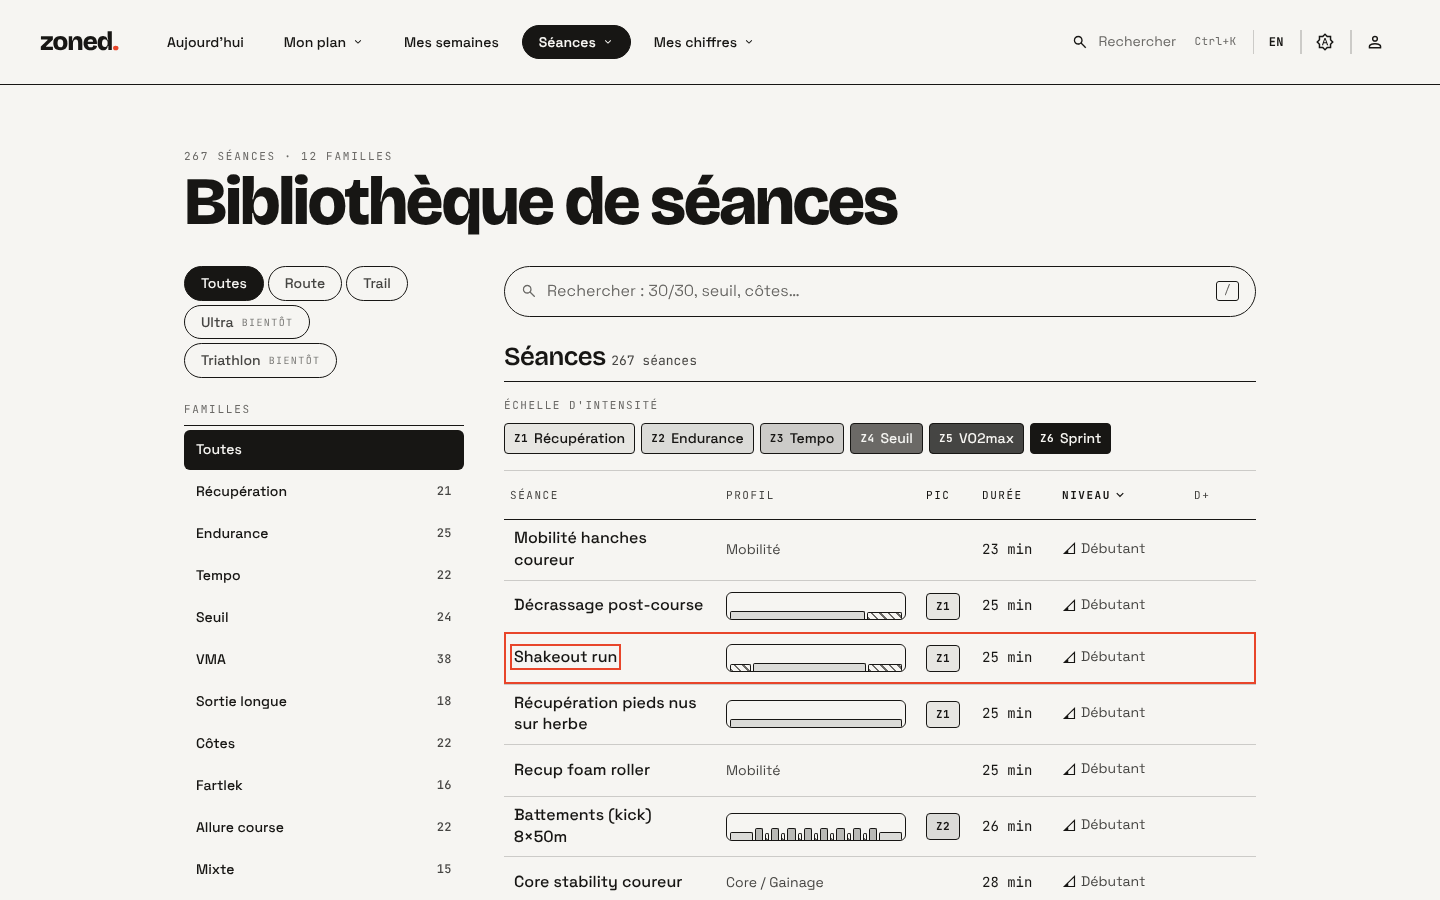 zoned.
Aujourd'hui
Mon plan
Mes semaines
Séances
Mes chiffres
Rechercher Ctrl+K
EN
A
267 SÉANCES · 12 FAMILLES
Bibliothèque de séances
Toutes
Route
Trail
Ultra BIENTÔT
Triathlon BIENTÔT
FAMILLES
Toutes
Récupération 21
Endurance 25
Tempo 22
Seuil 24
VMA 38
Sortie longue 18
Côtes 22
Fartlek 16
Allure course 22
Mixte 15
Rechercher : 30/30, seuil, côtes... /
Séances 267 séances
ÉCHELLE D'INTENSITÉ
Z1 Récupération
Z2 Endurance
Z3 Tempo
Z4 Seuil
Z5 VO2max
Z6 Sprint
SÉANCE PROFIL PIC DURÉE NIVEAU D+
Mobilité hanches
coureur
Mobilité 23 min Débutant
Décrassage post-course Z1 25 min Débutant
Shakeout run Z1 25 min Débutant
Récupération pieds nus
sur herbe
Z1 25 min Débutant
Recup foam roller Mobilité 25 min Débutant
Battements (kick)
8×50m
Z2 26 min Débutant
Core stability coureur Core / Gainage 28 min Débutant